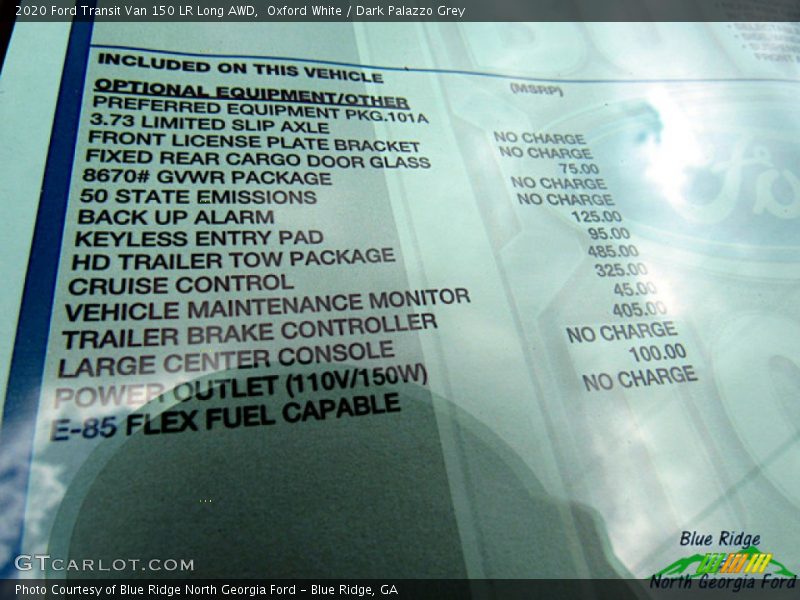 2020 Ford Transit Van 150 LR Long AWD,  Oxford White / Dark Palazzo Grey
INCLUDED ON THIS VEHICLE
(MSRP)
OPTIONAL EQUIPMENT/OTHER
PREFERRED EQUIPMENT PKG.101A
3.73 LIMITED SLIP AXLE
FRONT LICENSE PLATE BRACKET
FIXED REAR CARGO DOOR GLASS
8670# GVWR PACKAGE
50 STATE EMISSIONS
BACK UP ALARM
KEYLESS ENTRY PAD
HD TRAILER TOW PACKAGE
CRUISE CONTROL
VEHICLE MAINTENANCE MONITOR
TRAILER BRAKE CONTROLLER
LARGE CENTER CONSOLE
POWER OUTLET (110V/150W)
E-85 FLEX FUEL CAPABLE
NO CHARGE
NO CHARGE
75.00
NO CHARGE
NO CHARGE
125.00
95.00
485.00
325.00
45.00
405.00
NO CHARGE
100.00
NO CHARGE
Ford
GTCARLOT.COM
Blue Ridge
North Georgia Ford
Photo Courtesy of Blue Ridge North Georgia Ford – Blue Ridge, GA